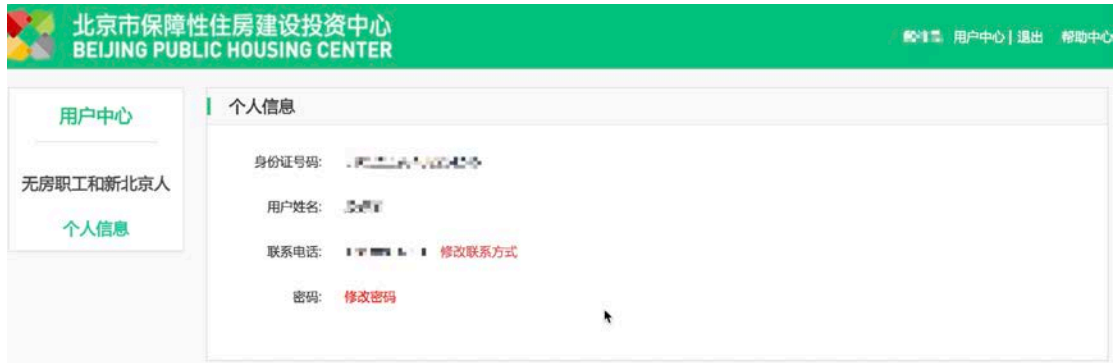 北京市保障性住房建设投资中心
BEIJING PUBLIC HOUSING CENTER
用户中心 | 退出 帮助中心
用户中心
无房职工和新北京人
个人信息
个人信息
身份证号码:
用户姓名:
联系电话: 修改联系方式
密码: 修改密码